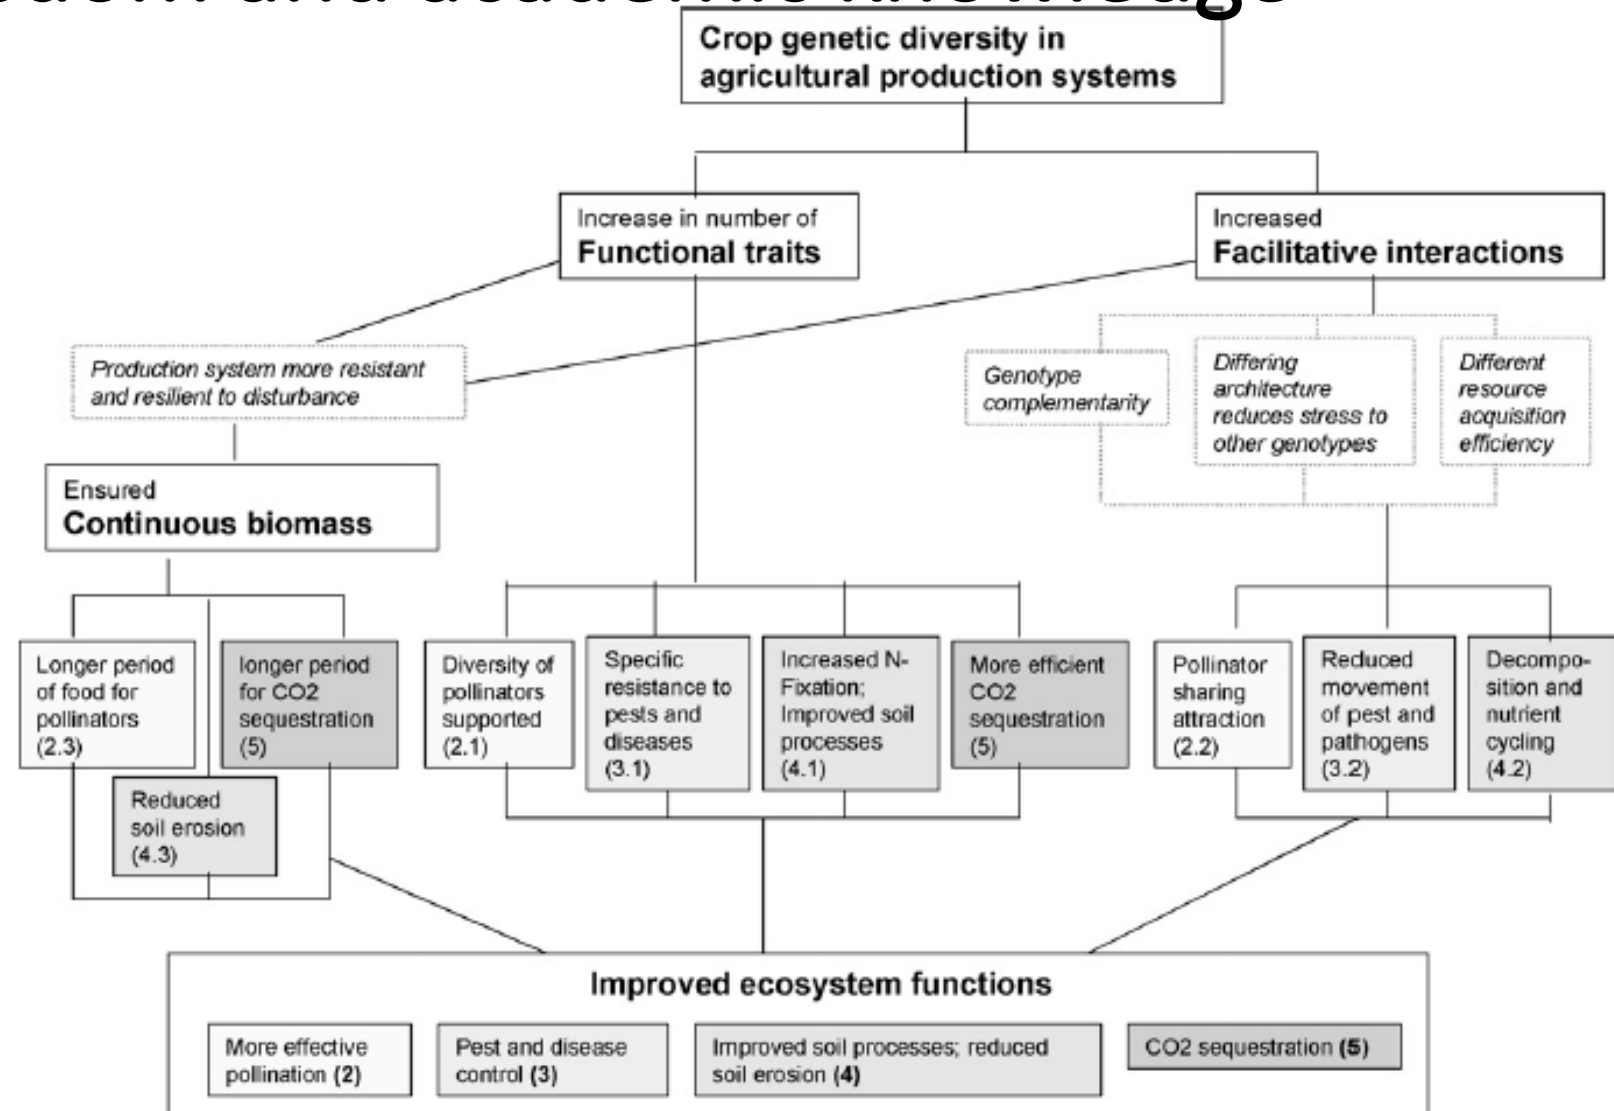 and academic knowledge
Crop genetic diversity in
agricultural production systems
Increase in number of
Functional traits
Increased
Facilitative interactions
Production system more resistant
and resilient to disturbance
Genotype
complementarity
Differing
architecture
reduces stress to
other genotypes
Different
resource
acquisition
efficiency
Ensured
Continuous biomass
Longer period
of food for
pollinators
(2.3)
longer period
for CO2
sequestration
(5)
Reduced
soil erosion
(4.3)
Diversity of
pollinators
supported
(2.1)
Specific
resistance to
pests and
diseases
(3.1)
Increased N-
Fixation;
Improved soil
processes
(4.1)
More efficient
CO2
sequestration
(5)
Pollinator
sharing
attraction
(2.2)
Reduced
movement
of pest and
pathogens
(3.2)
Decompo-
sition and
nutrient
cycling
(4.2)
Improved ecosystem functions
More effective
pollination (2)
Pest and disease
control (3)
Improved soil processes; reduced
soil erosion (4)
CO2 sequestration (5)